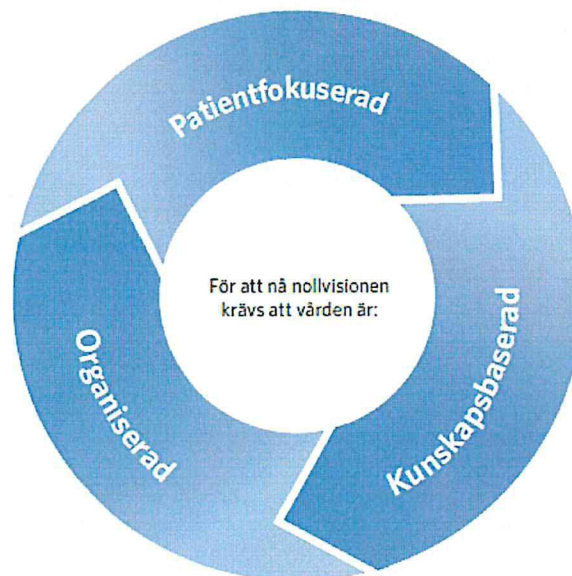 Patientfokuserad
För att nå nollvisionen
krävs att vården är:
Organiserad
Kunskapsbaserad